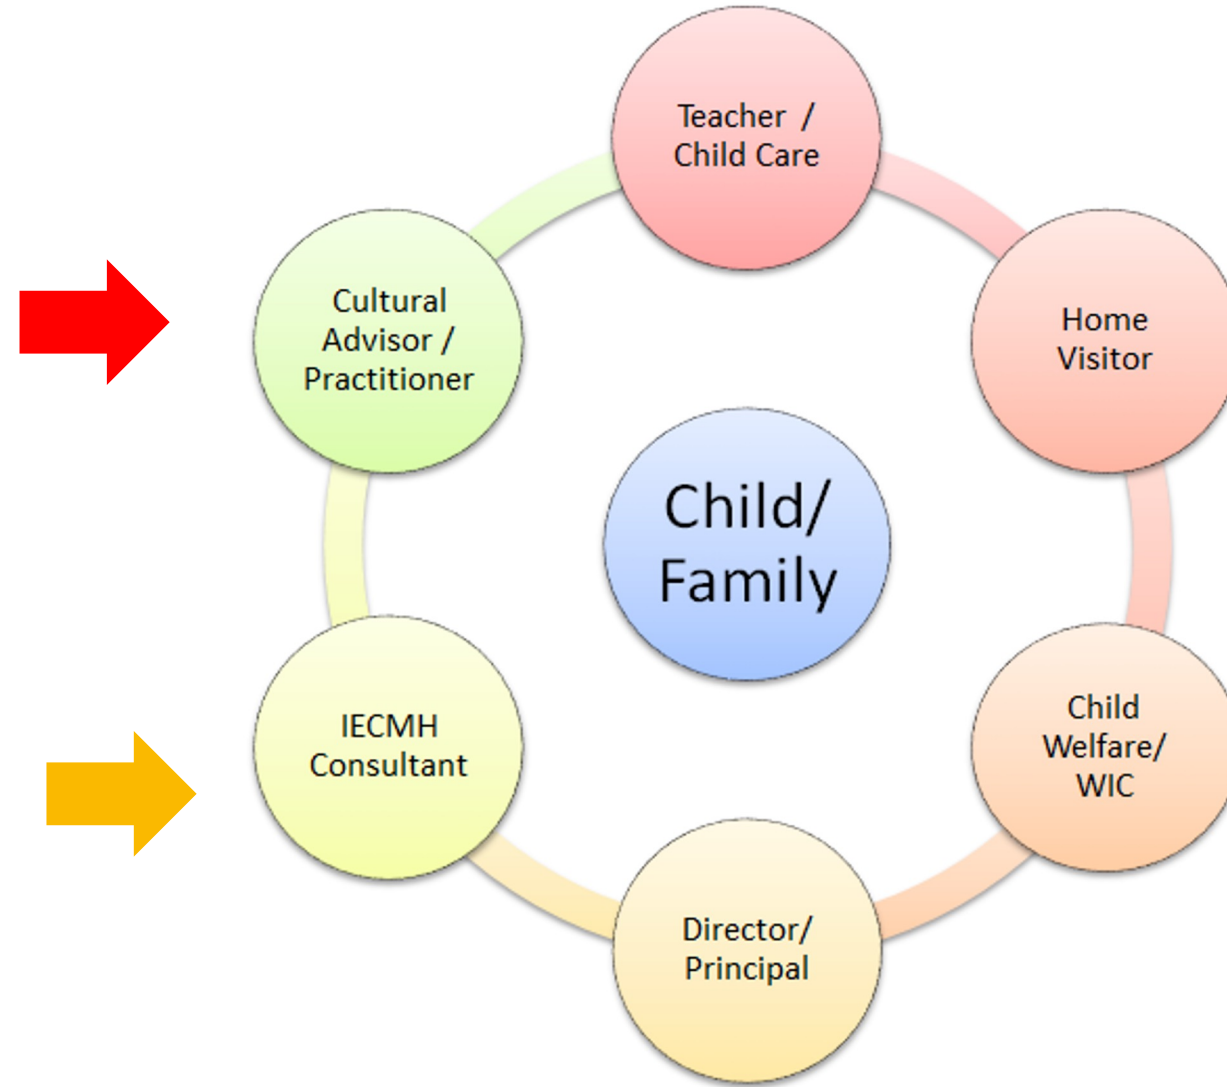 Teacher /
Child Care
Cultural
Advisor /
Practitioner
Home
Visitor
Child/
Family
IECMH
Consultant
Child
Welfare/
WIC
Director/
Principal